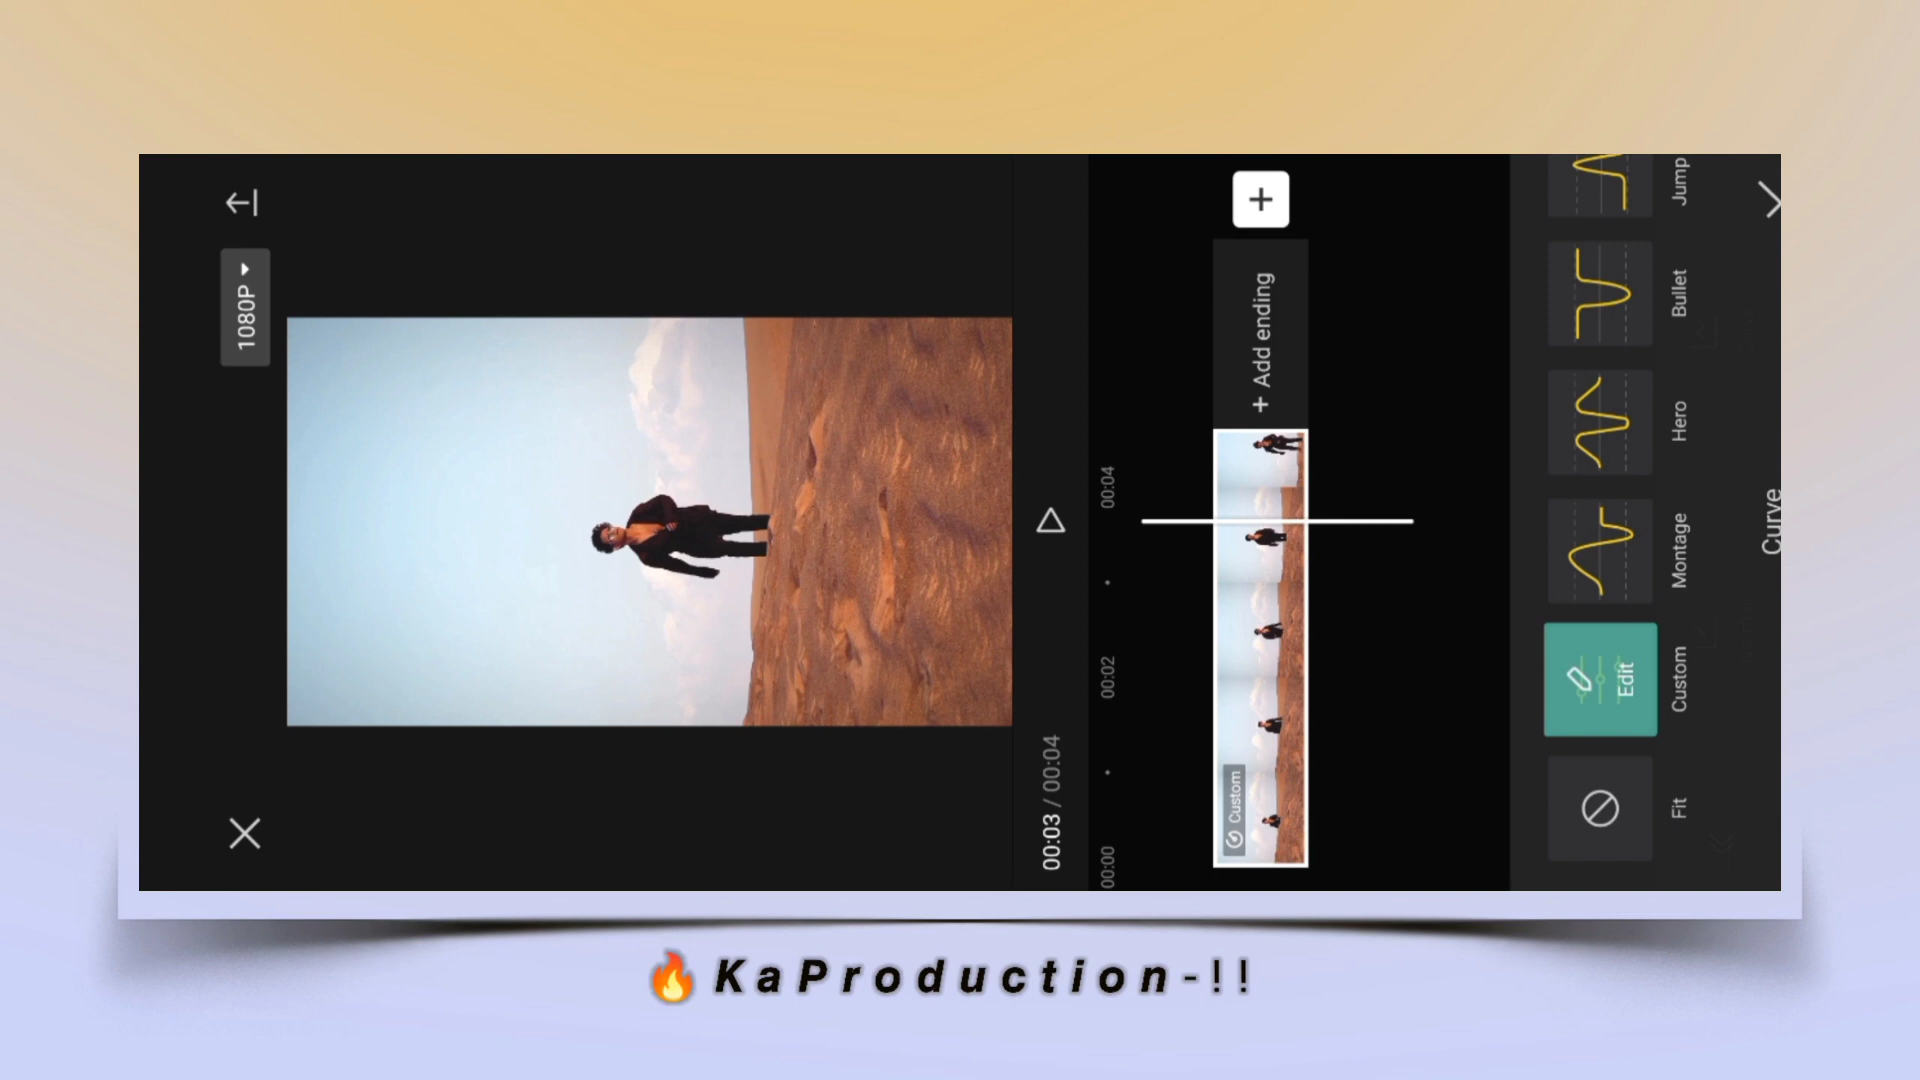 1080P
00:03 / 00:04
00:00
00:02
00:04
Custom
+ Add ending
Fit
Edit
Custom
Montage
Hero
Bullet
Jump
Curve
🔥 KaProduction-!!